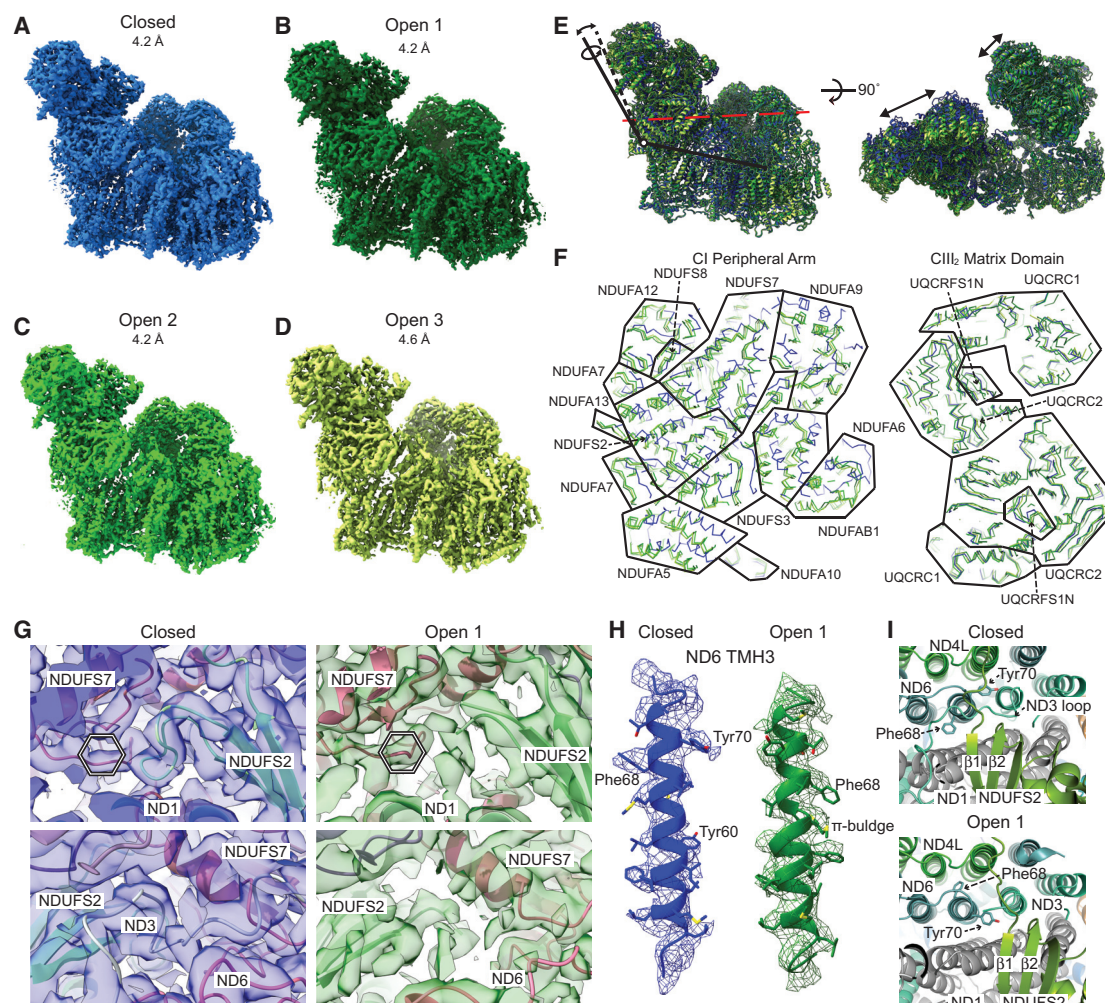 A
Closed
4.2 Å
B
Open 1
4.2 Å
C
Open 2
4.2 Å
D
Open 3
4.6 Å
E
90°
F
CI Peripheral Arm
NDUFS8
NDUFA12
NDUFS7
NDUFA9
NDUFA7
NDUFA13
NDUFS2
NDUFA7
NDUFA6
NDUFS3
NDUFAB1
NDUFA5
NDUFA10
CIII₂ Matrix Domain
UQCRFS1N
UQCRC1
UQCRC2
UQCRC1
UQCRC2
UQCRFS1N
G
Closed
Open 1
NDUFS7
NDUFS2
ND1
NDUFS7
NDUFS2
ND1
NDUFS7
NDUFS2
ND3
ND6
NDUFS7
NDUFS2
ND6
H
Closed
Open 1
ND6 TMH3
Tyr70
Phe68
Tyr60
Phe68
π-buldge
I
Closed
ND4L
Tyr70
ND6
ND3 loop
Phe68
β1 β2
ND1 NDUFS2
Open 1
ND4L
Phe68
ND6
ND3
Tyr70
β1 β2
ND1 NDUFS2